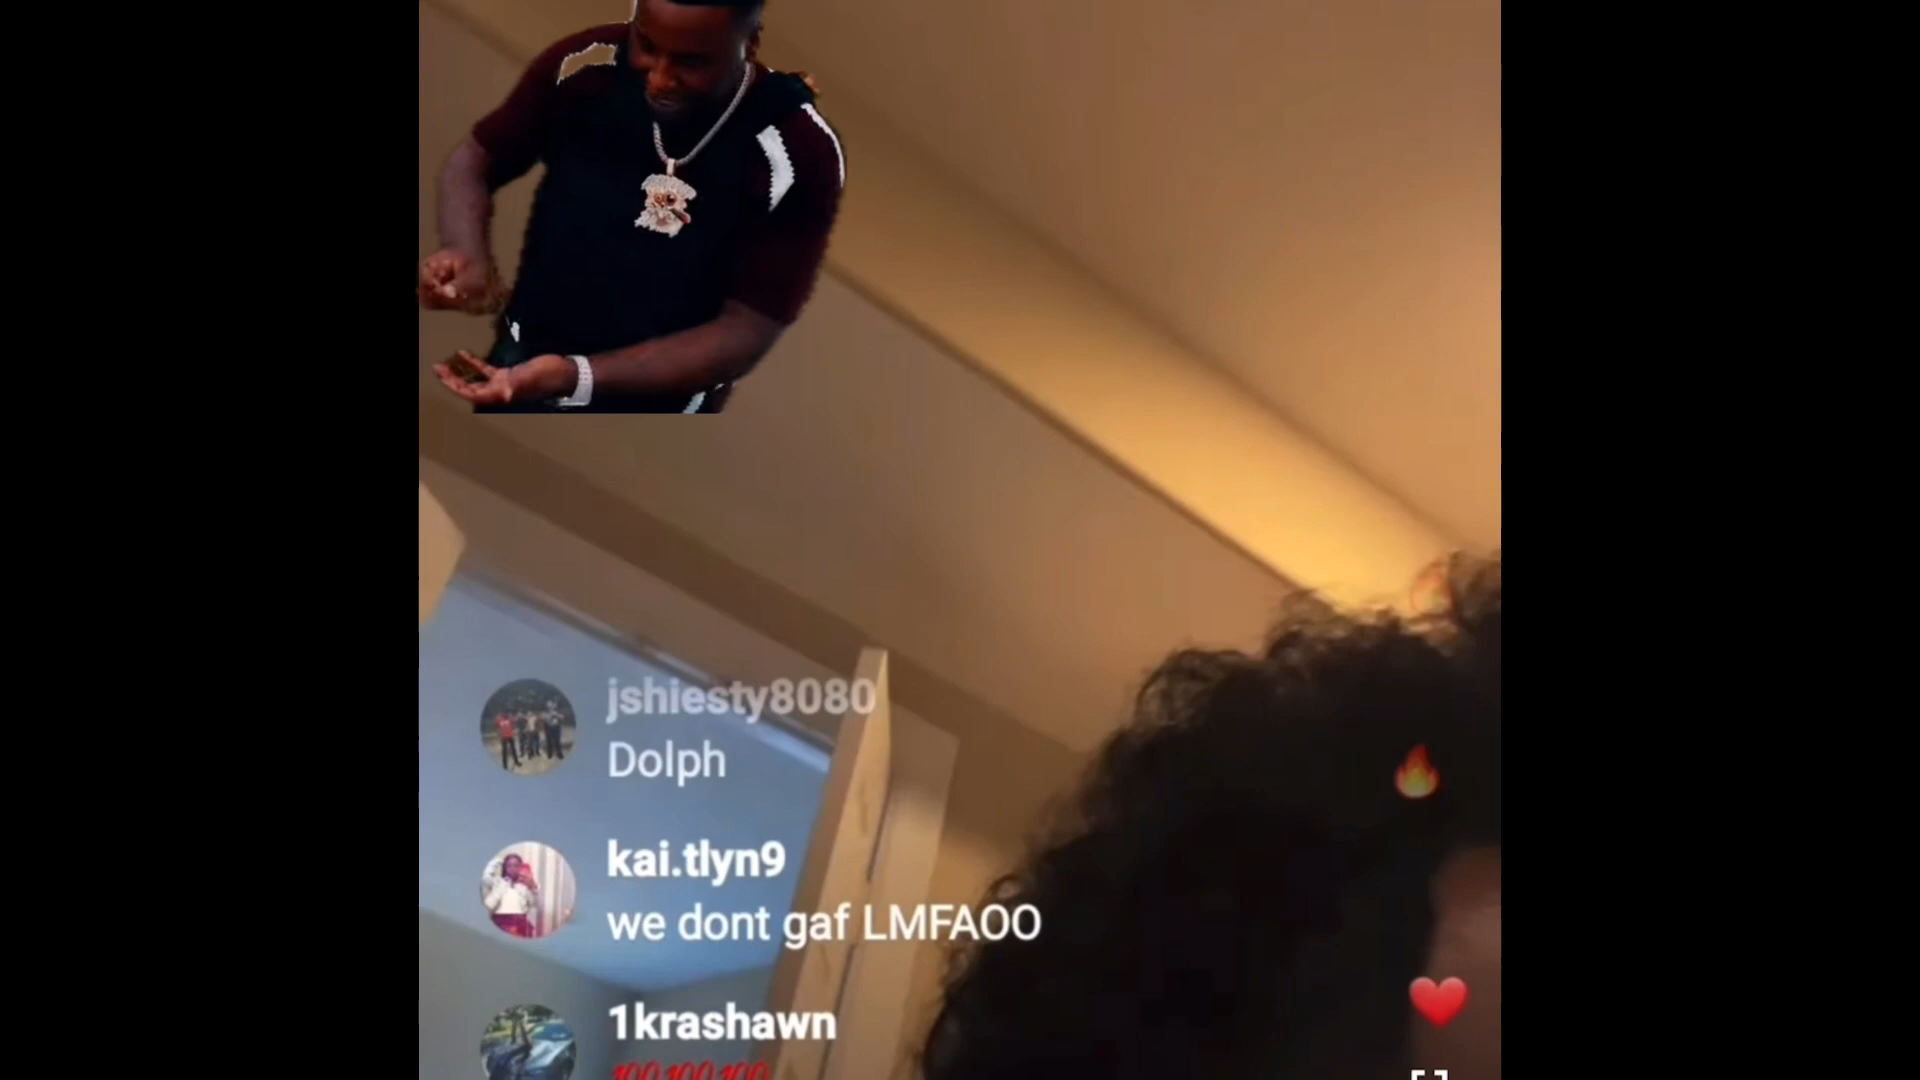 jshiesty8080
Dolph
kai.tlyn9
we dont gaf LMFAOO
1krashawn